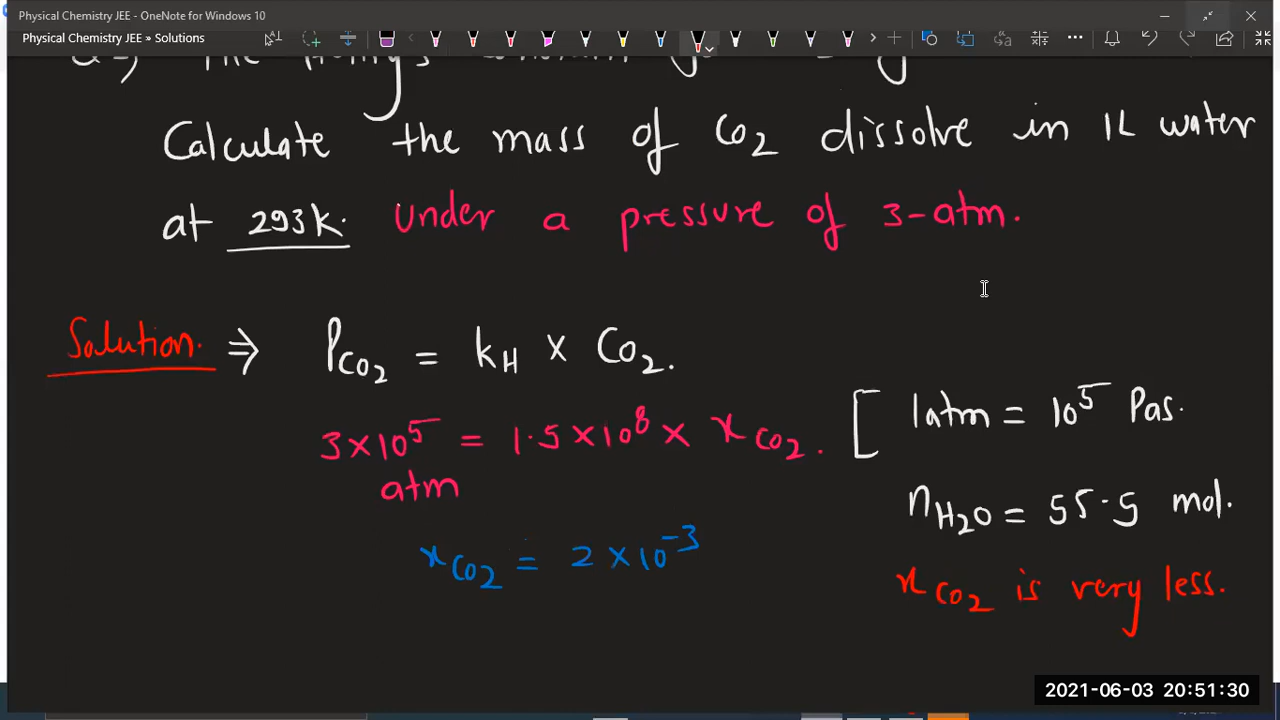 Physical Chemistry JEE - OneNote for Windows 10
Physical Chemistry JEE » Solutions
The Henry's
Calculate the mass of CO2 dissolve in 1L water
at 293k. Under a pressure of 3-atm.
Solution. ⇒ PCO2 = kH × CO2.
[ 1atm = 10^5 Pas.
3×10^5 = 1.5×10^8 × xCO2.
atm
nH2O = 55.5 mol.
xCO2 = 2×10^-3
xCO2 is very less.
2021-06-03 20:51:30